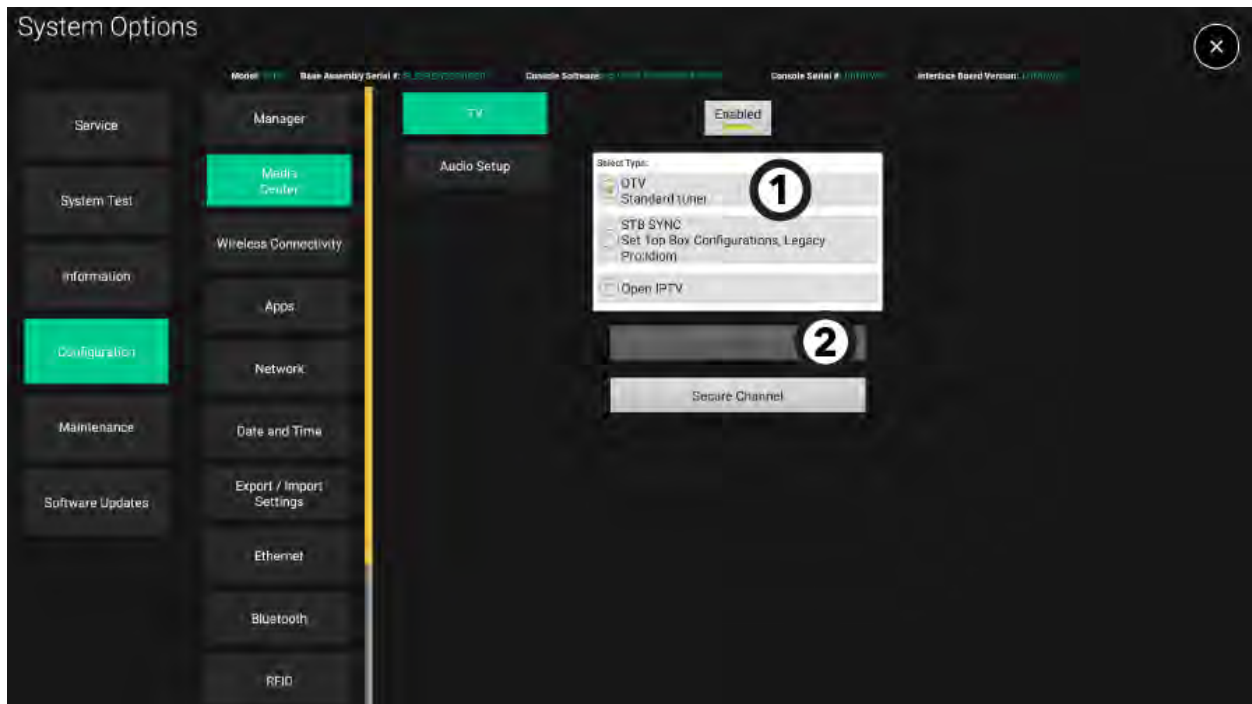 System Options
×
Model: Base Assembly Serial #: Console Software: Console Serial #: Interface Board Version:
Service
System Test
Information
Configuration
Maintenance
Software Updates
Manager
Media
Center
Wireless Connectivity
Apps
Network
Date and Time
Export / Import
Settings
Ethernet
Bluetooth
RFID
TV
Audio Setup
Enabled
Select Type:
DTV
Standard tuner
1
STB SYNC
Set Top Box Configurations, Legacy
Pro:Idiom
Open IPTV
2
Secure Channel